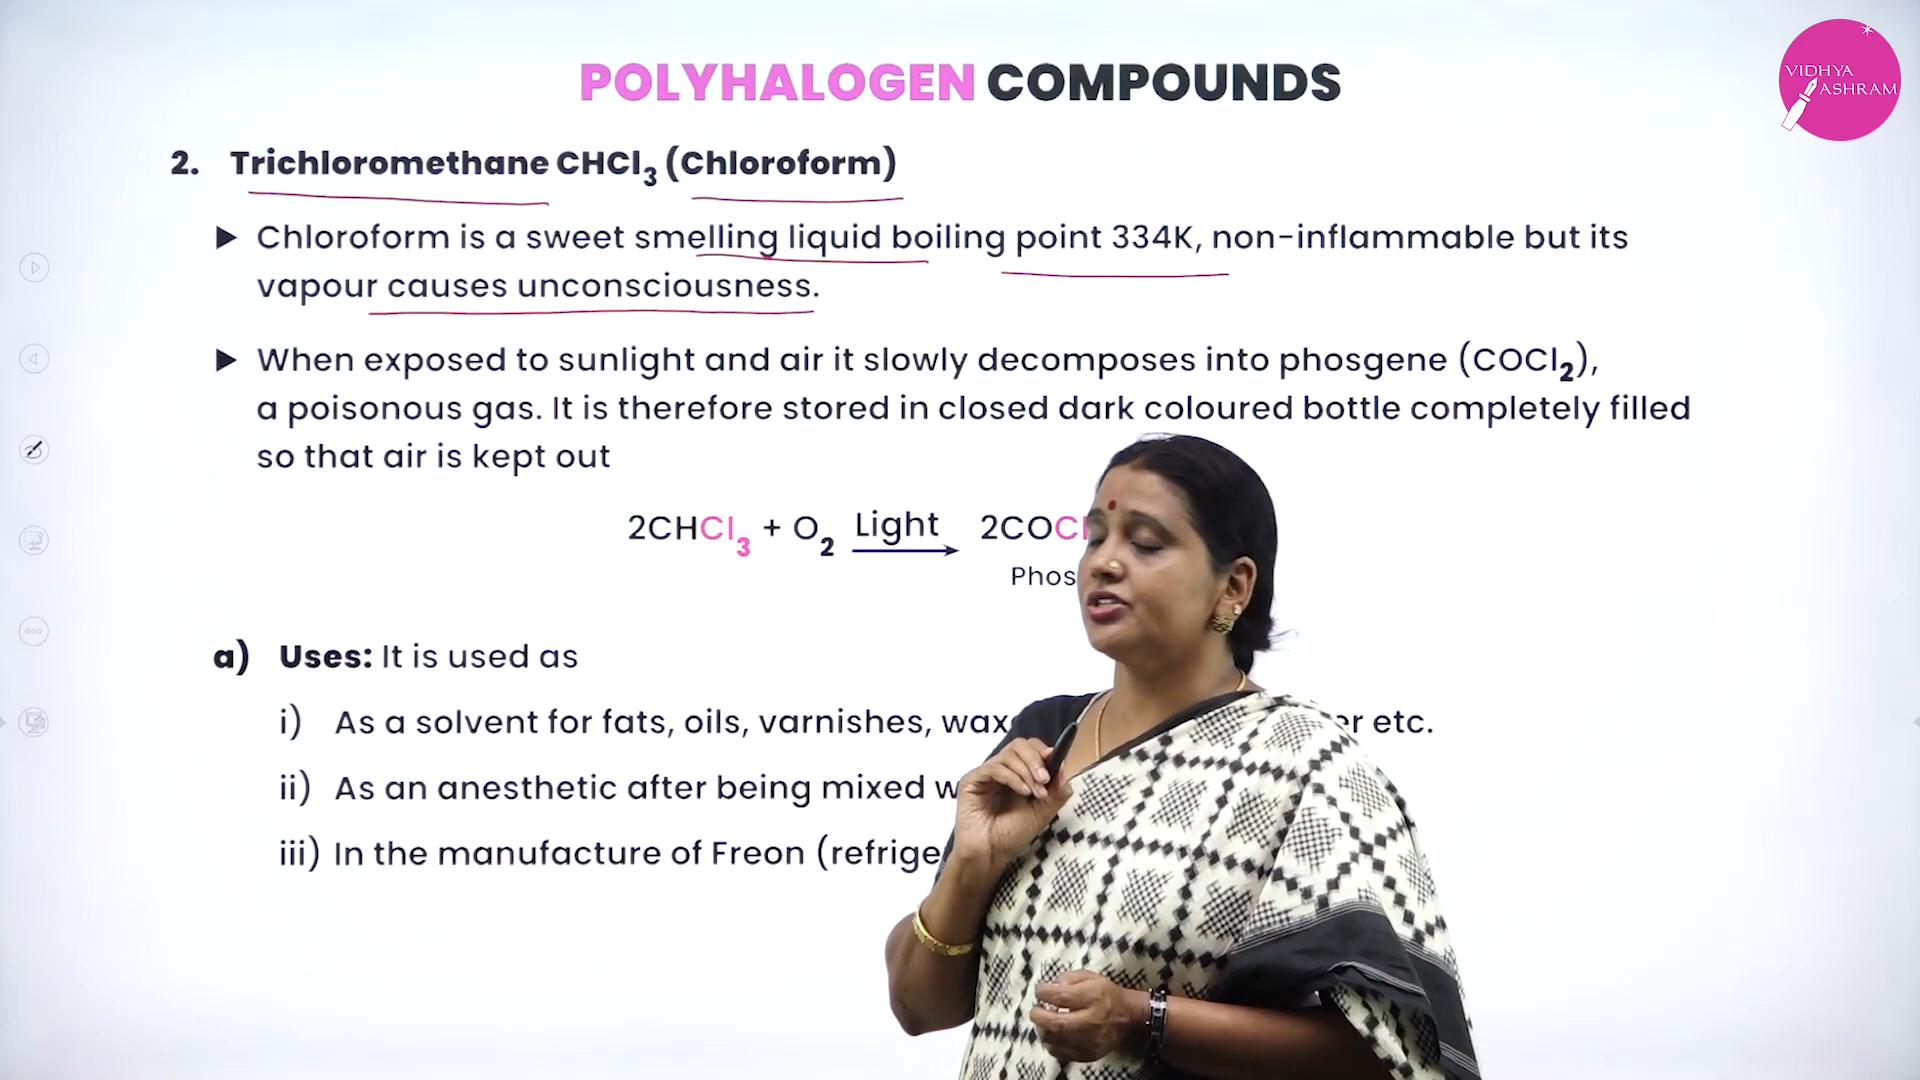 VIDHYA
ASHRAM
POLYHALOGEN COMPOUNDS
2. Trichloromethane CHCl3 (Chloroform)
▶ Chloroform is a sweet smelling liquid boiling point 334K, non-inflammable but its
vapour causes unconsciousness.
▶ When exposed to sunlight and air it slowly decomposes into phosgene (COCl2),
a poisonous gas. It is therefore stored in closed dark coloured bottle completely filled
so that air is kept out
2CHCl3 + O2 Light 2COCl
Phos
a) Uses: It is used as
i) As a solvent for fats, oils, varnishes, etc.
ii) As an anesthetic after being mixed
iii) In the manufacture of Freon